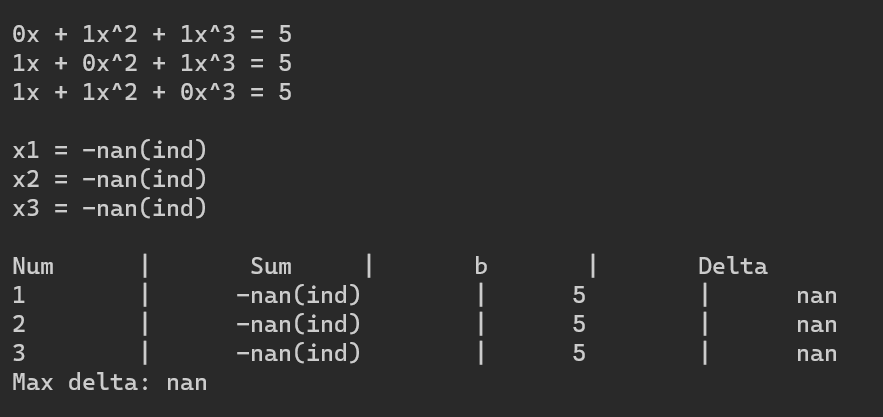 0x + 1x^2 + 1x^3 = 5
1x + 0x^2 + 1x^3 = 5
1x + 1x^2 + 0x^3 = 5
x1 = -nan(ind)
x2 = -nan(ind)
x3 = -nan(ind)
Num | Sum | b | Delta
1 | -nan(ind) | 5 | nan
2 | -nan(ind) | 5 | nan
3 | -nan(ind) | 5 | nan
Max delta: nan